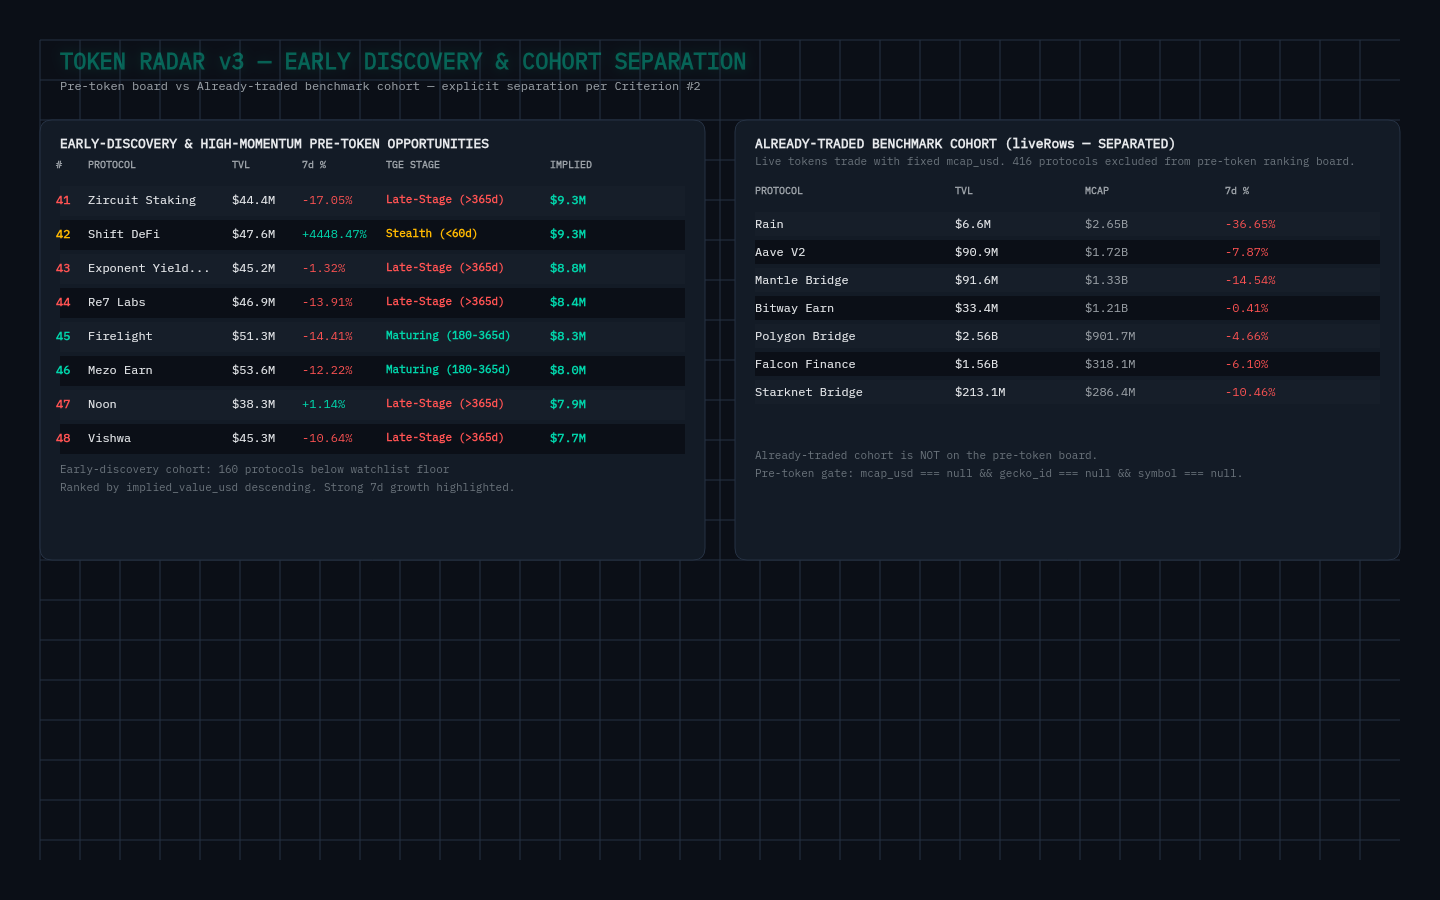 TOKEN RADAR v3 — EARLY DISCOVERY & COHORT SEPARATION
Pre-token board vs Already-traded benchmark cohort — explicit separation per Criterion #2
EARLY-DISCOVERY & HIGH-MOMENTUM PRE-TOKEN OPPORTUNITIES
# PROTOCOL TVL 7d % TGE STAGE IMPLIED
41 Zircuit Staking $44.4M -17.05% Late-Stage (>365d) $9.3M
42 Shift DeFi $47.6M +4448.47% Stealth (<60d) $9.3M
43 Exponent Yield... $45.2M -1.32% Late-Stage (>365d) $8.8M
44 Re7 Labs $46.9M -13.91% Late-Stage (>365d) $8.4M
45 Firelight $51.3M -14.41% Maturing (180-365d) $8.3M
46 Mezo Earn $53.6M -12.22% Maturing (180-365d) $8.0M
47 Noon $38.3M +1.14% Late-Stage (>365d) $7.9M
48 Vishwa $45.3M -10.64% Late-Stage (>365d) $7.7M
Early-discovery cohort: 160 protocols below watchlist floor
Ranked by implied_value_usd descending. Strong 7d growth highlighted.
ALREADY-TRADED BENCHMARK COHORT (liveRows — SEPARATED)
Live tokens trade with fixed mcap_usd. 416 protocols excluded from pre-token ranking board.
PROTOCOL TVL MCAP 7d %
Rain $6.6M $2.65B -36.65%
Aave V2 $90.9M $1.72B -7.87%
Mantle Bridge $91.6M $1.33B -14.54%
Bitway Earn $33.4M $1.21B -0.41%
Polygon Bridge $2.56B $901.7M -4.66%
Falcon Finance $1.56B $318.1M -6.10%
Starknet Bridge $213.1M $286.4M -10.46%
Already-traded cohort is NOT on the pre-token board.
Pre-token gate: mcap_usd === null && gecko_id === null && symbol === null.